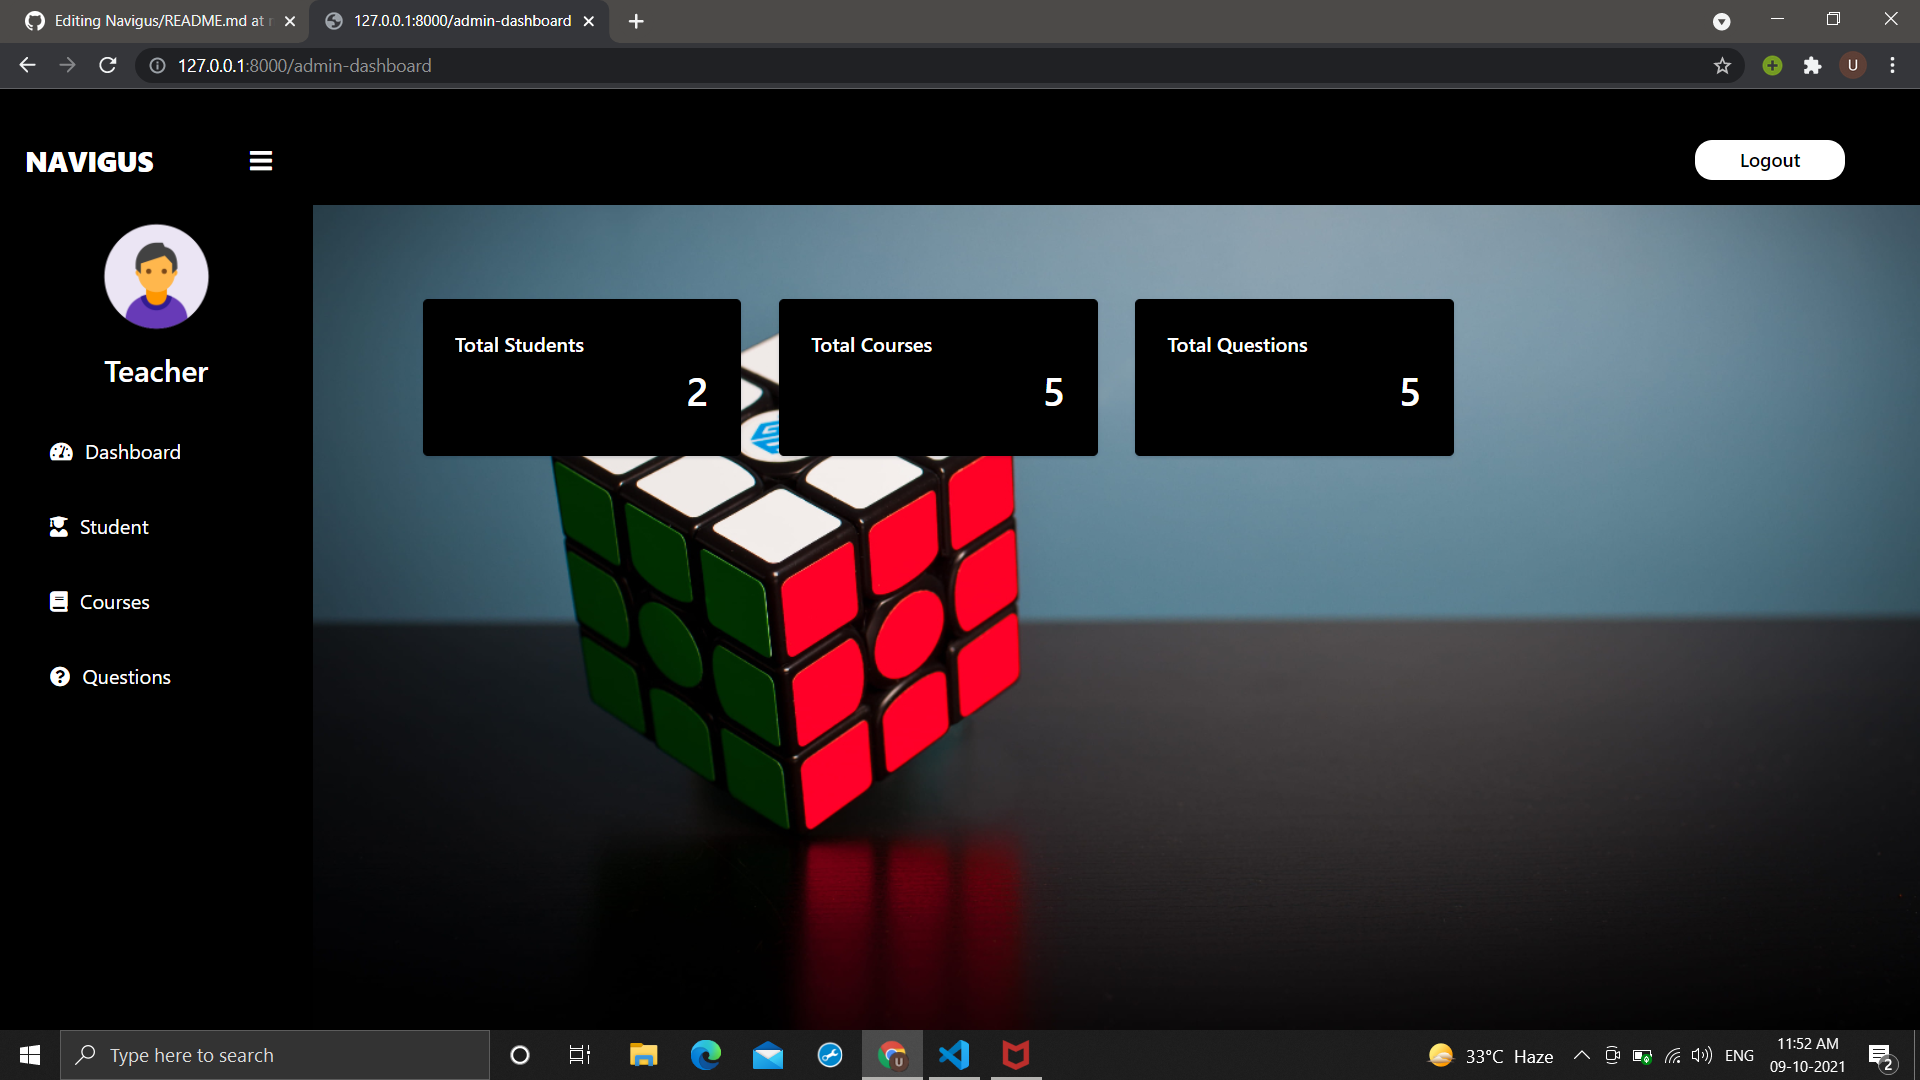 Editing Navigus/README.md at
127.0.0.1:8000/admin-dashboard
127.0.0.1:8000/admin-dashboard
U
NAVIGUS
Logout
Teacher
Dashboard
Student
Courses
Questions
Total Students
2
Total Courses
5
Total Questions
5
Type here to search
U
33°C Haze
ENG
11:52 AM
09-10-2021
2